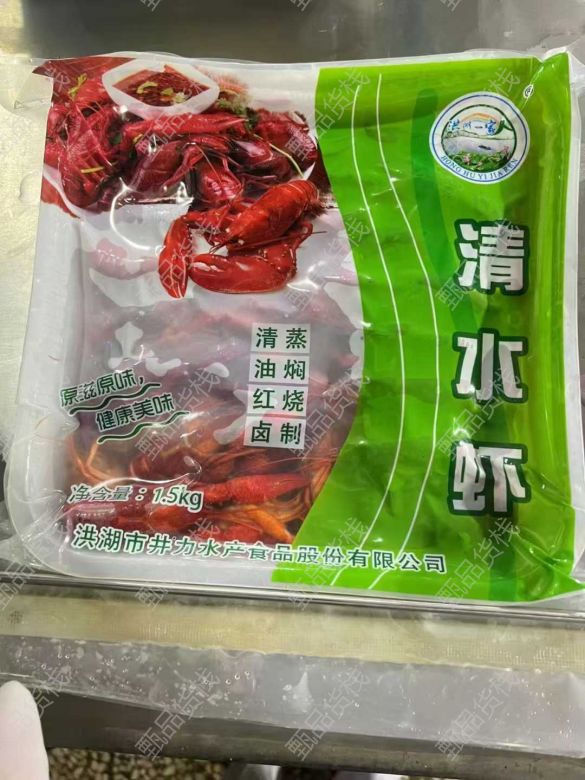 洪湖一家人
HONG HU YI JIA REN
清水虾
清蒸
油焖
红烧
卤制
原滋原味,
健康美味
净含量:1.5kg
洪湖市井力水产食品股份有限公司
甄品货栈